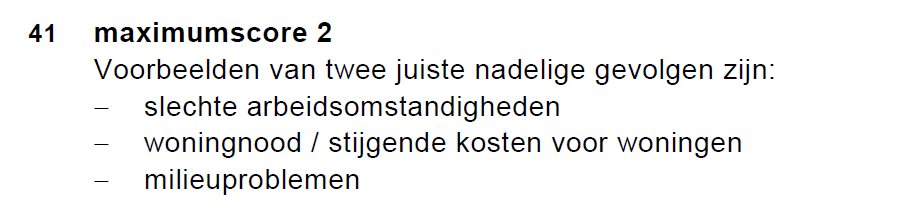 41 maximumscore 2
Voorbeelden van twee juiste nadelige gevolgen zijn:
− slechte arbeidsomstandigheden
− woningnood / stijgende kosten voor woningen
− milieuproblemen